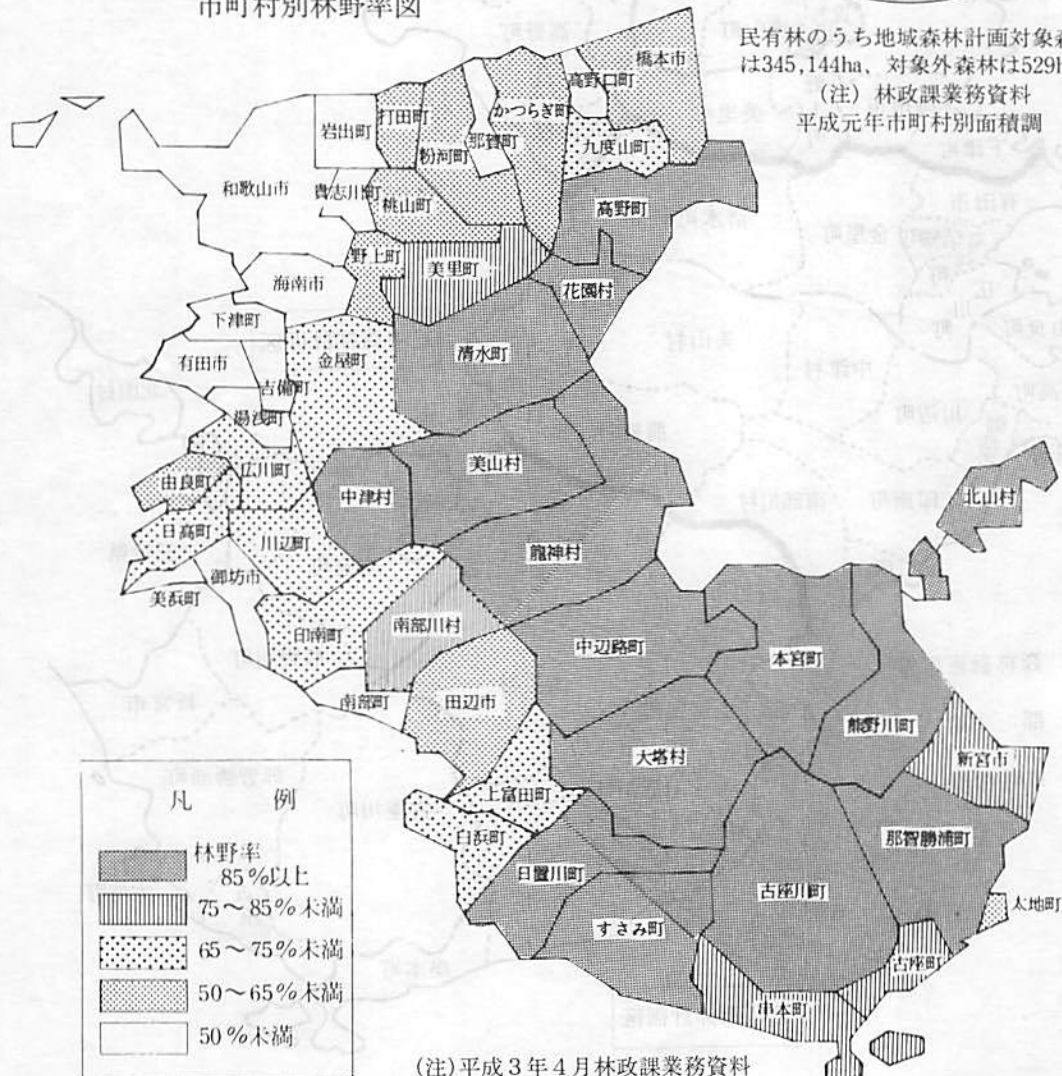 市町村別林野率図
民有林のうち地域森林計画対象森
は345,144ha、対象外森林は529h
(注) 林政課業務資料
平成元年市町村別面積調
橋本市
高野口町
かつらぎ町
打田町
岩出町
那賀町
粉河町
九度山町
和歌山市
貴志川町
桃山町
高野町
野上町
美里町
海南市
花園村
下津町
清水町
有田市
金屋町
吉備町
湯浅町
広川町
美山村
由良町
中津村
北山村
日高町
川辺町
龍神村
御坊市
美浜町
印南町
南部川村
中辺路町
本宮町
南部町
田辺市
熊野川町
新宮市
大塔村
上富田町
白浜町
那智勝浦町
日置川町
古座川町
太地町
すさみ町
古座町
串本町
凡 例
林野率
85%以上
75～85%未満
65～75%未満
50～65%未満
50%未満
(注)平成3年4月林政課業務資料